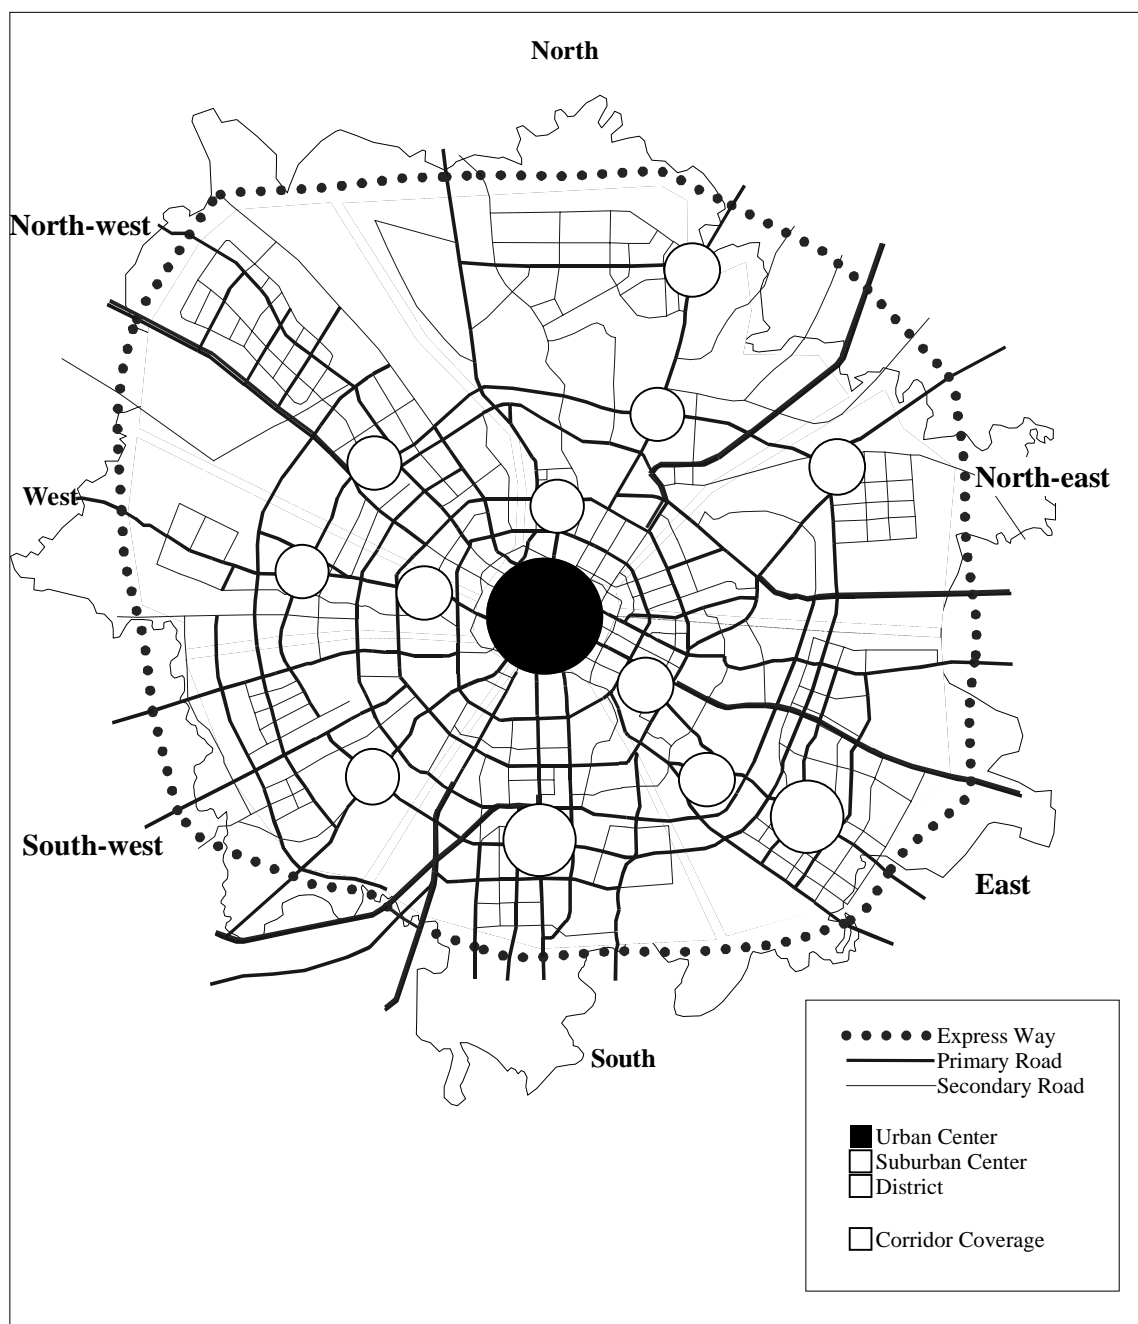 North
North-west
West
North-east
South-west
East
South
Express Way
Primary Road
Secondary Road
Urban Center
Suburban Center
District
Corridor Coverage